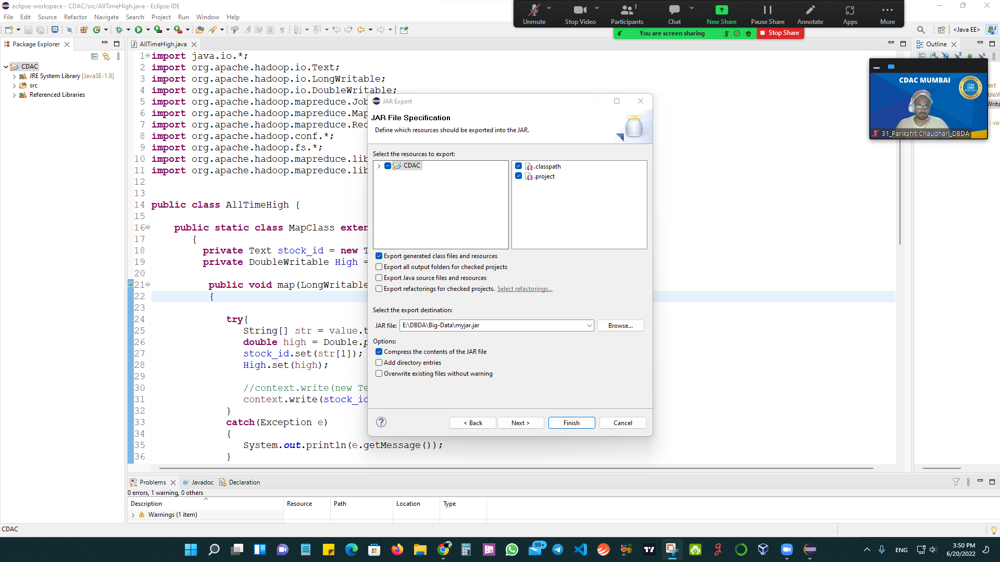 eclipse-workspace - CDAC/src/AllTimeHigh.java - Eclipse IDE
File Edit Source Refactor Navigate Search Project Run Window Help
Unmute Stop Video Participants 1 Chat New Share Pause Share Annotate Apps More
You are screen sharing Stop Share
<Java EE>
Package Explorer
CDAC
JRE System Library [JavaSE-1.8]
src
Referenced Libraries
AllTimeHigh.java
1 import java.io.*;
2 import org.apache.hadoop.io.Text;
3 import org.apache.hadoop.io.LongWritable;
4 import org.apache.hadoop.io.DoubleWritable;
5 import org.apache.hadoop.mapreduce.Job
6 import org.apache.hadoop.mapreduce.Map
7 import org.apache.hadoop.mapreduce.Red
8 import org.apache.hadoop.conf.*;
9 import org.apache.hadoop.fs.*;
10 import org.apache.hadoop.mapreduce.lib
11 import org.apache.hadoop.mapreduce.lib
12
13
14 public class AllTimeHigh {
15
16 public static class MapClass exten
17 {
18 private Text stock_id = new T
19 private DoubleWritable High =
20
21 public void map(LongWritable
22 {
23
24 try{
25 String[] str = value.t
26 double high = Double.p
27 stock_id.set(str[1]);
28 High.set(high);
29
30 //context.write(new Te
31 context.write(stock_id
32 }
33 catch(Exception e)
34 {
35 System.out.println(e.getMessage());
36 }
JAR Export
JAR File Specification
Define which resources should be exported into the JAR.
Select the resources to export:
CDAC
.classpath
.project
Export generated class files and resources
Export all output folders for checked projects
Export Java source files and resources
Export refactorings for checked projects. Select refactorings...
Select the export destination:
JAR file: E:\DBDA\Big-Data\myjar.jar Browse...
Options:
Compress the contents of the JAR file
Add directory entries
Overwrite existing files without warning
< Back Next > Finish Cancel
Outline
CDAC MUMBAI
31_Parikshit Chaudhari_DBDA
ext
bleW
Writa
: vo
Problems Javadoc Declaration
0 errors, 1 warning, 0 others
Description Resource Path Location Type
Warnings (1 item)
CDAC
99+
ENG
3:50 PM
6/20/2022